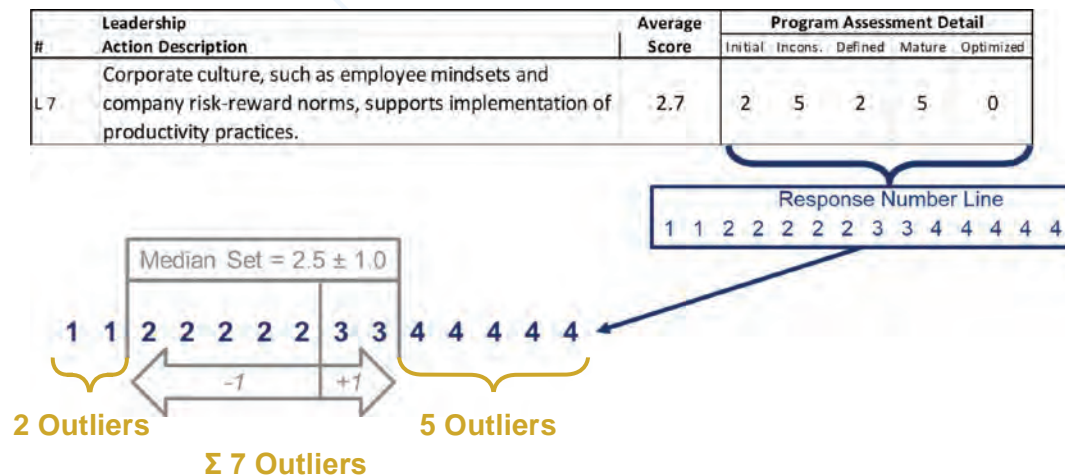 Leadership Average Program Assessment Detail
# Action Description Score Initial Incons. Defined Mature Optimized
Corporate culture, such as employee mindsets and
L 7 company risk-reward norms, supports implementation of 2.7 2 5 2 5 0
productivity practices.
Response Number Line
1 1 2 2 2 2 2 3 3 4 4 4 4 4
Median Set = 2.5 ± 1.0
1 1 2 2 2 2 2 3 3 4 4 4 4 4
-1 +1
2 Outliers 5 Outliers
Σ 7 Outliers